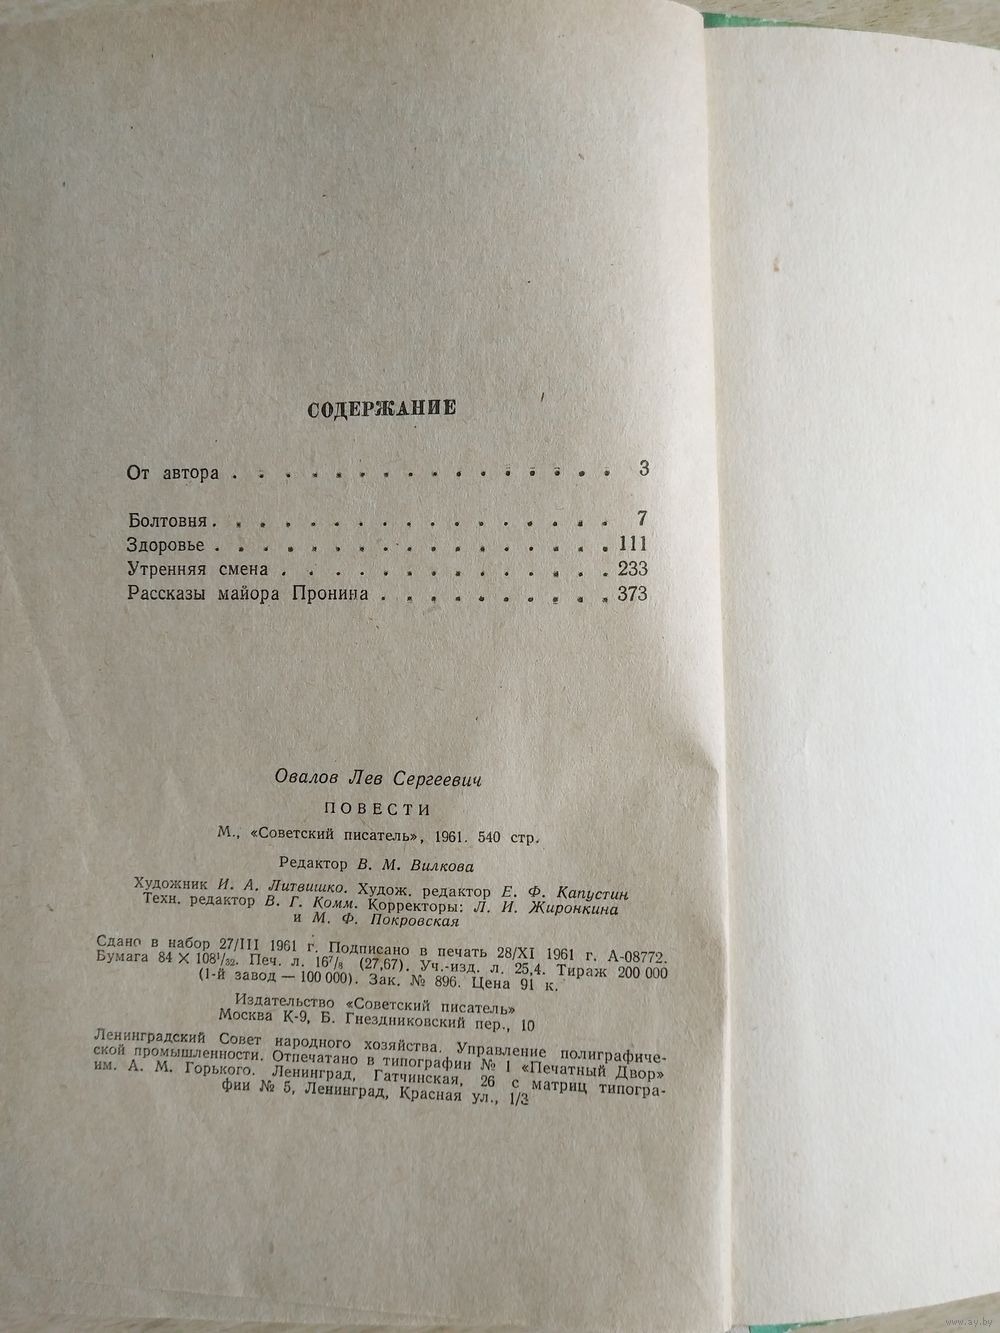 СОДЕРЖАНИЕ
От автора . . . . . . . . . . . . . . . . 3
Болтовня . . . . . . . . . . . . . . . . . 7
Здоровье . . . . . . . . . . . . . . . . . 111
Утренняя смена . . . . . . . . . . . . . . 233
Рассказы майора Пронина . . . . . . . . . . 373
Овалов Лев Сергеевич
ПОВЕСТИ
М., «Советский писатель», 1961. 540 стр.
Редактор В. М. Вилкова
Художник И. А. Литвишко. Худож. редактор Е. Ф. Капустин
Техн. редактор В. Г. Комм. Корректоры: Л. И. Жиронкина
и М. Ф. Покровская
Сдано в набор 27/III 1961 г. Подписано в печать 28/XI 1961 г. А-08772.
Бумага 84 × 108¹/₃₂. Печ. л. 16⁷/₈ (27,67). Уч.-изд. л. 25,4. Тираж 200 000
(1-й завод — 100 000). Зак. № 896. Цена 91 к.
Издательство «Советский писатель»
Москва К-9, Б. Гнездниковский пер., 10
Ленинградский Совет народного хозяйства. Управление полиграфиче-
ской промышленности. Отпечатано в типографии № 1 «Печатный Двор»
им. А. М. Горького. Ленинград, Гатчинская, 26 с матриц типогра-
фии № 5, Ленинград, Красная ул., 1/3
www.ay.by